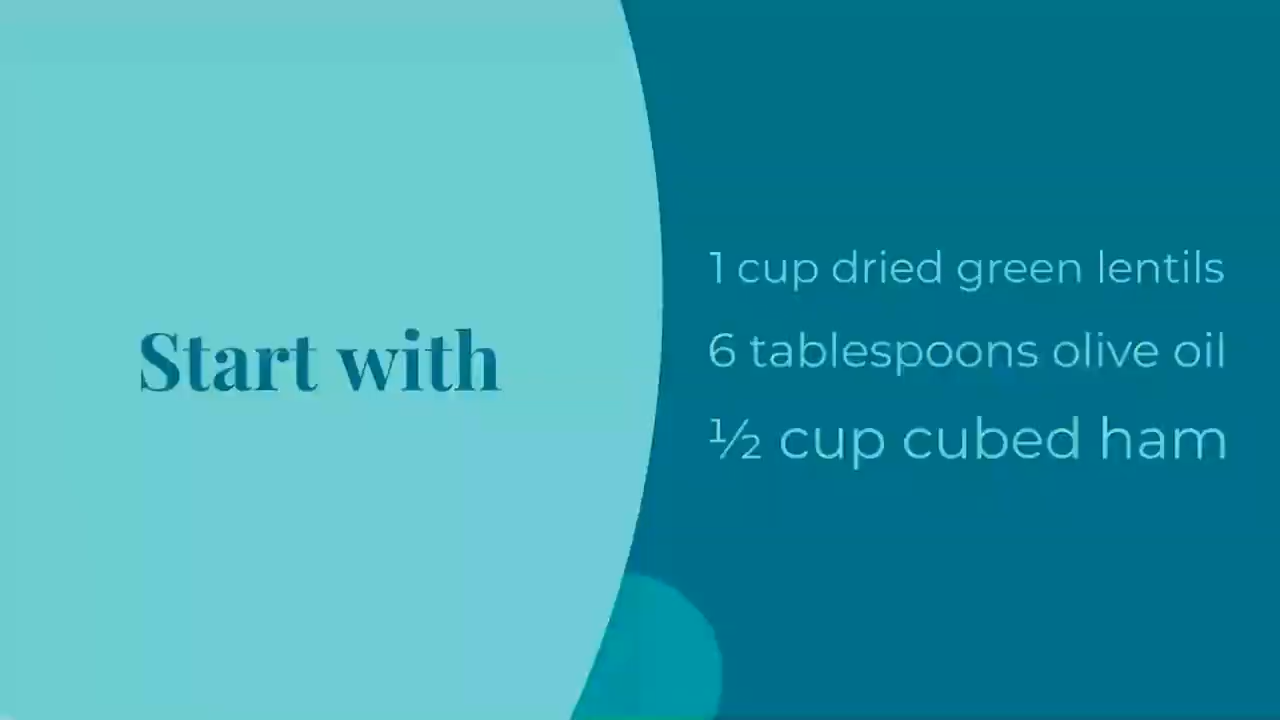 Start with
1 cup dried green lentils
6 tablespoons olive oil
½ cup cubed ham